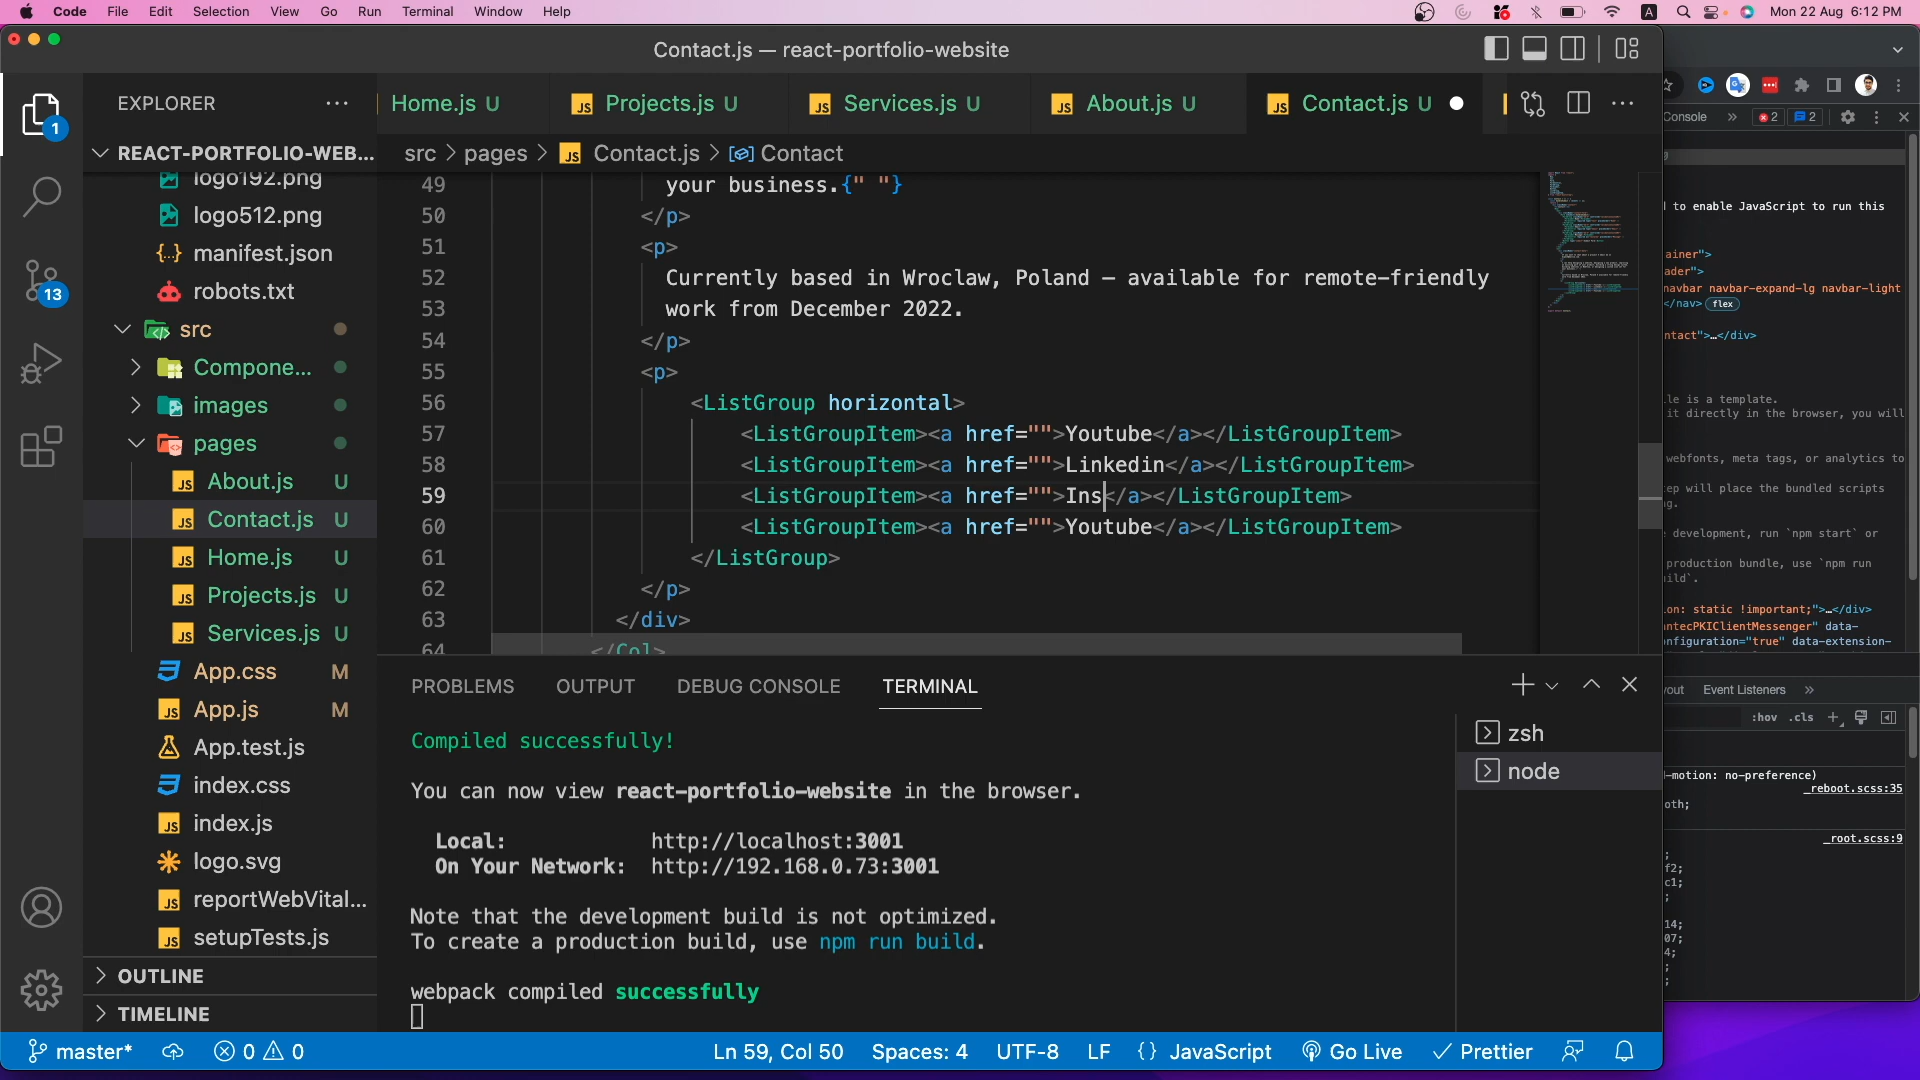 Code File Edit Selection View Go Run Terminal Window Help
A Mon 22 Aug 6:12 PM
Contact.js — react-portfolio-website
EXPLORER
1
13
REACT-PORTFOLIO-WEB...
logo192.png
logo512.png
{..} manifest.json
robots.txt
src
Compone...
images
pages
JS About.js U
JS Contact.js U
JS Home.js U
JS Projects.js U
JS Services.js U
App.css M
JS App.js M
App.test.js
index.css
JS index.js
logo.svg
JS reportWebVital...
JS setupTests.js
OUTLINE
TIMELINE
Home.js U
JS Projects.js U
JS Services.js U
JS About.js U
JS Contact.js U
src > pages > JS Contact.js > Contact
49 your business.{" "}
50 </p>
51 <p>
52 Currently based in Wroclaw, Poland – available for remote-friendly
53 work from December 2022.
54 </p>
55 <p>
56 <ListGroup horizontal>
57 <ListGroupItem><a href="">Youtube</a></ListGroupItem>
58 <ListGroupItem><a href="">Linkedin</a></ListGroupItem>
59 <ListGroupItem><a href="">Ins</a></ListGroupItem>
60 <ListGroupItem><a href="">Youtube</a></ListGroupItem>
61 </ListGroup>
62 </p>
63 </div>
64 </Col>
PROBLEMS OUTPUT DEBUG CONSOLE TERMINAL
Compiled successfully!
You can now view react-portfolio-website in the browser.
Local: http://localhost:3001
On Your Network: http://192.168.0.73:3001
Note that the development build is not optimized.
To create a production build, use npm run build.
webpack compiled successfully
zsh
node
master* 0 0 Ln 59, Col 50 Spaces: 4 UTF-8 LF {} JavaScript Go Live Prettier
Console » 2 2
to enable JavaScript to run this
ainer">
ader">
navbar navbar-expand-lg navbar-light
</nav> flex
ntact">…</div>
le is a template.
it directly in the browser, you will
webfonts, meta tags, or analytics to
tep will place the bundled scripts
development, run `npm start` or
production bundle, use `npm run
ild`.
on: static !important;">…</div>
antecPKIClientMessenger" data-
nfiguration="true" data-extension-
yout Event Listeners »
:hov .cls +
d-motion: no-preference)
_reboot.scss:35
oth;
_root.scss:9
;
f2;
c1;
;
14;
07;
4;
;
;